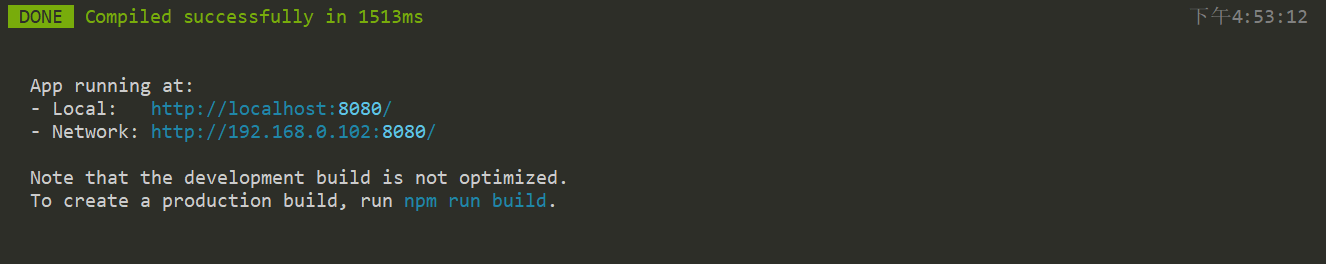 DONE Compiled successfully in 1513ms 下午4:53:12
App running at:
- Local: http://localhost:8080/
- Network: http://192.168.0.102:8080/
Note that the development build is not optimized.
To create a production build, run npm run build.